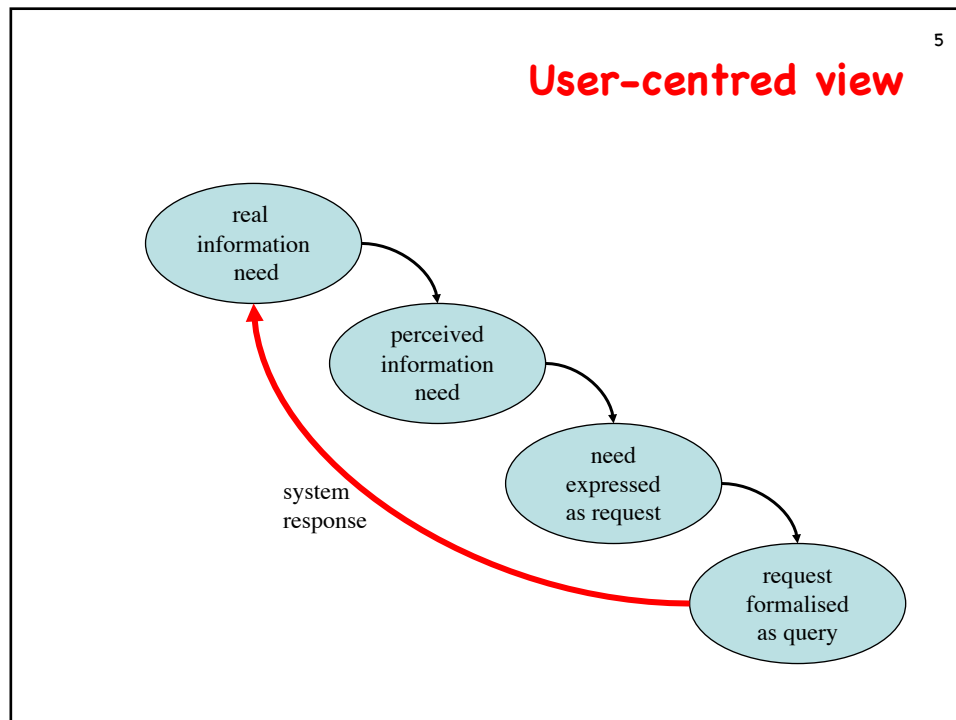 5
User-centred view
real
information
need
perceived
information
need
need
expressed
as request
system
response
request
formalised
as query